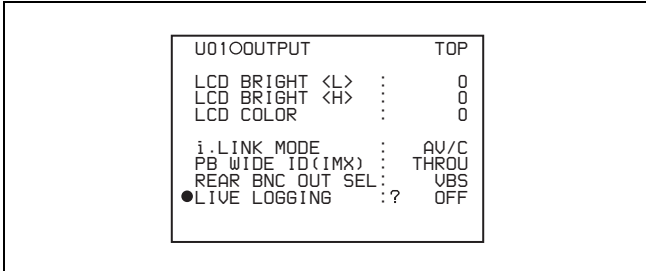 U01○OUTPUT TOP
LCD BRIGHT <L> : 0
LCD BRIGHT <H> : 0
LCD COLOR : 0
i.LINK MODE : AV/C
PB WIDE ID(IMX) : THROU
REAR BNC OUT SEL: VBS
●LIVE LOGGING :? OFF